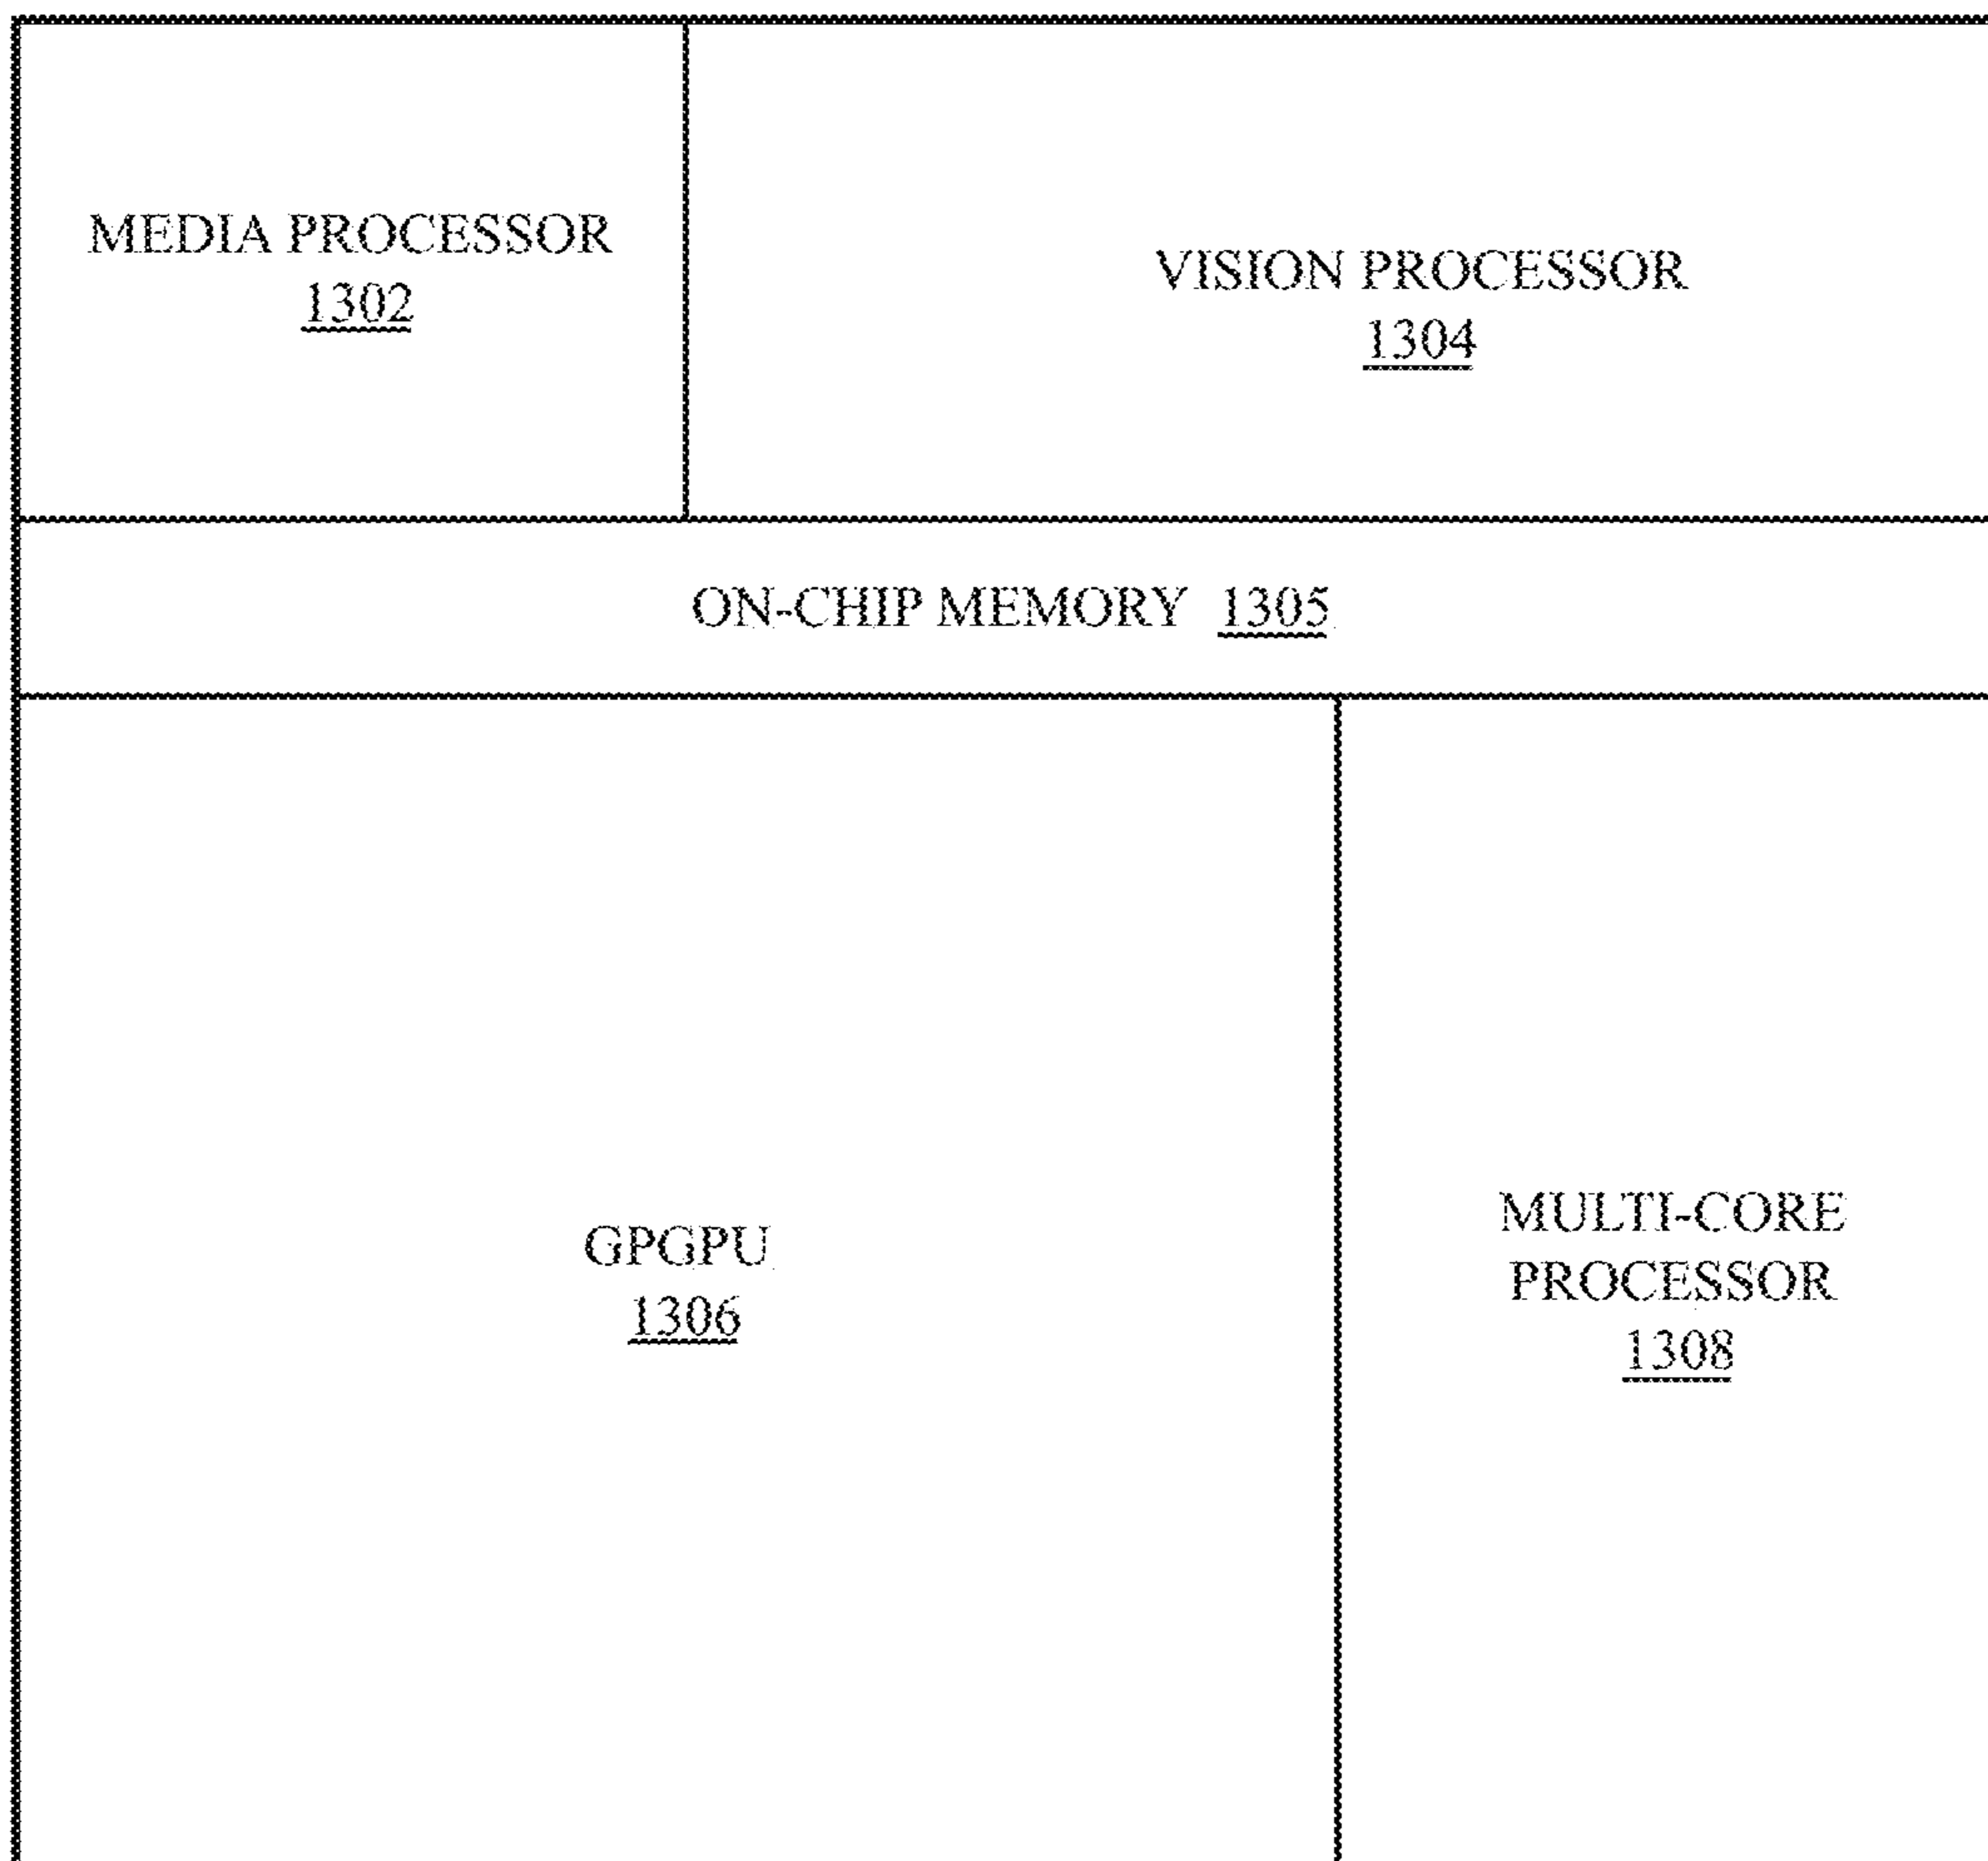 MEDIA PROCESSOR
1302
VISION PROCESSOR
1304
ON-CHIP MEMORY 1305
GPGPU
1306
MULTI-CORE
PROCESSOR
1308